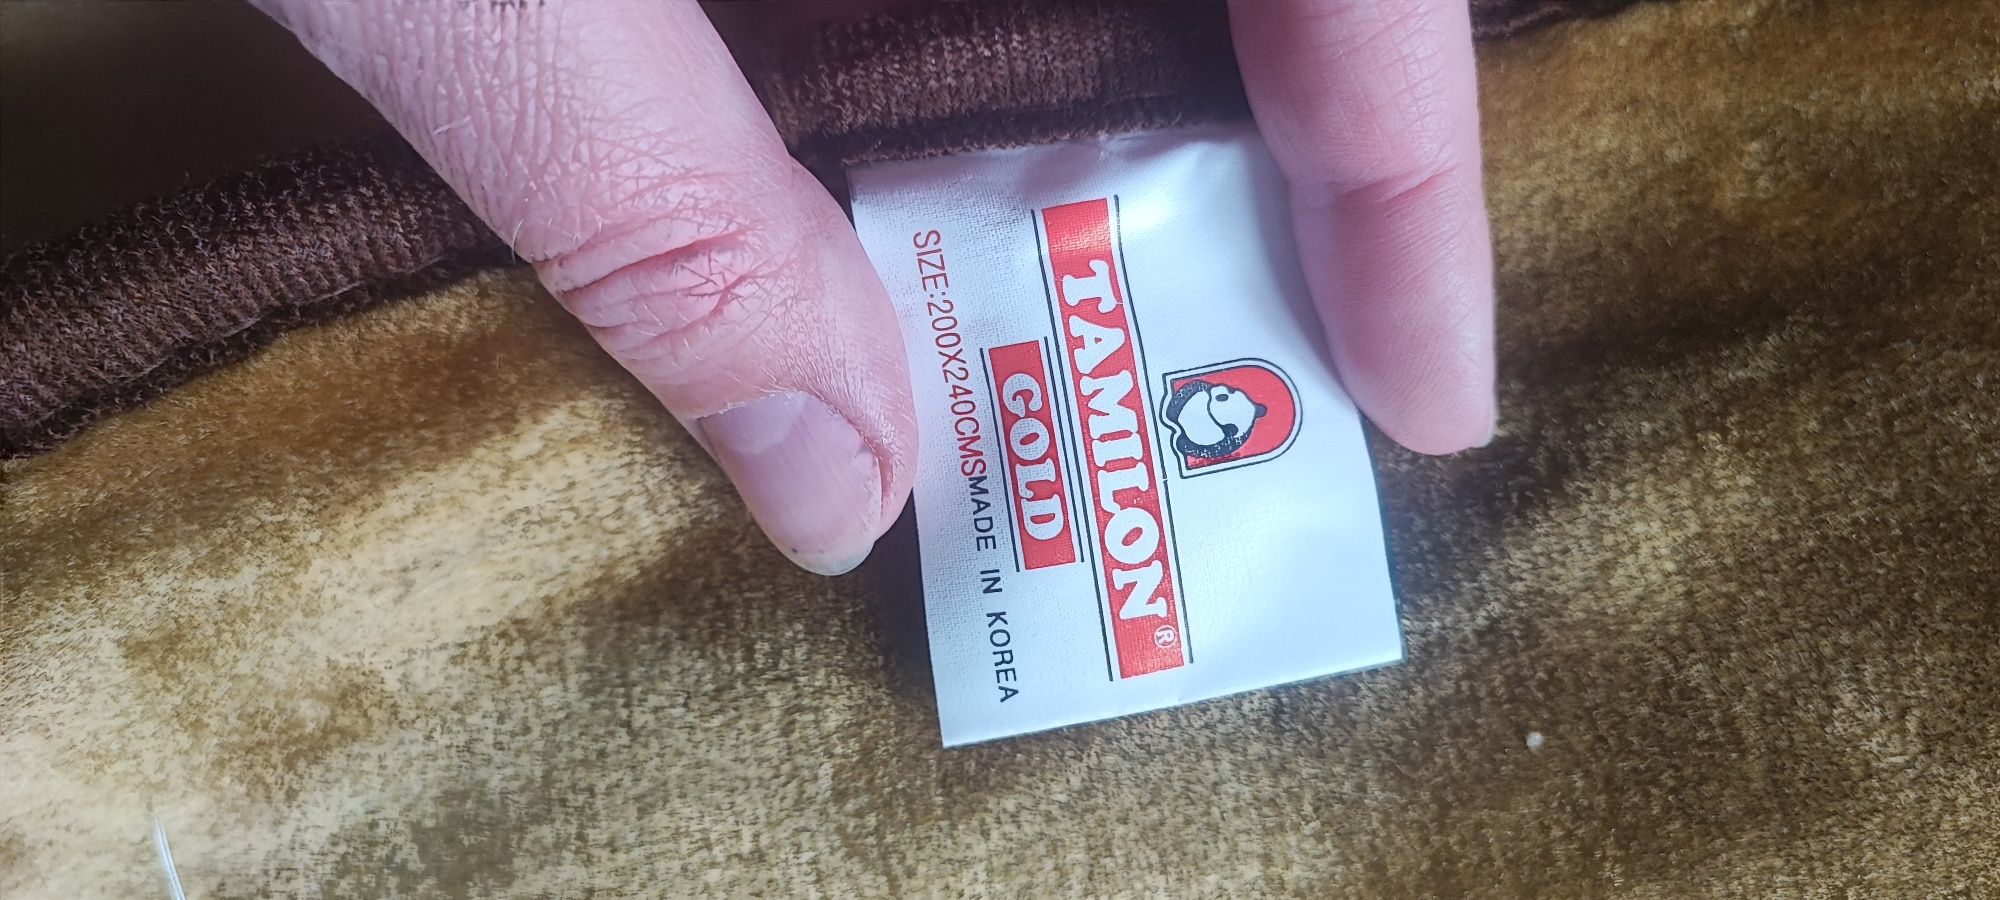 TAMILON®
GOLD
SIZE:200X240CMSMADE IN KOREA